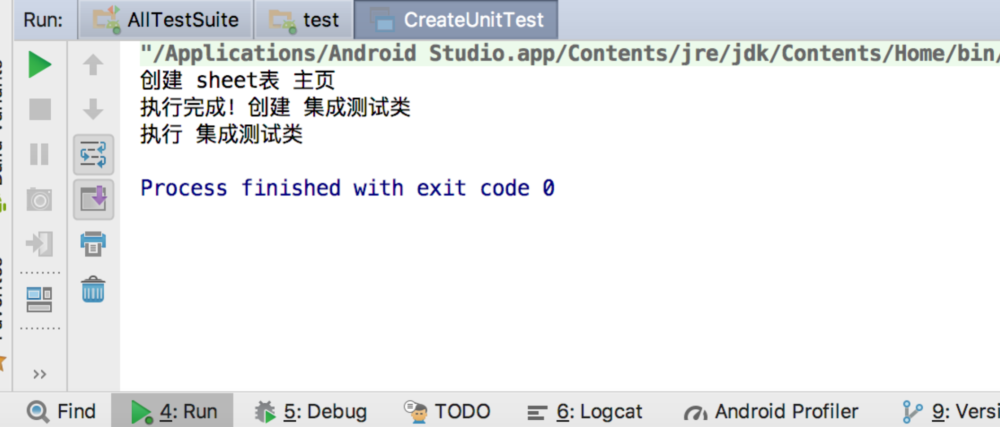 Run: AllTestSuite test CreateUnitTest
"/Applications/Android Studio.app/Contents/jre/jdk/Contents/Home/bin/
创建 sheet表 主页
执行完成！创建 集成测试类
执行 集成测试类
Process finished with exit code 0
Find 4: Run 5: Debug TODO 6: Logcat Android Profiler 9: Versi